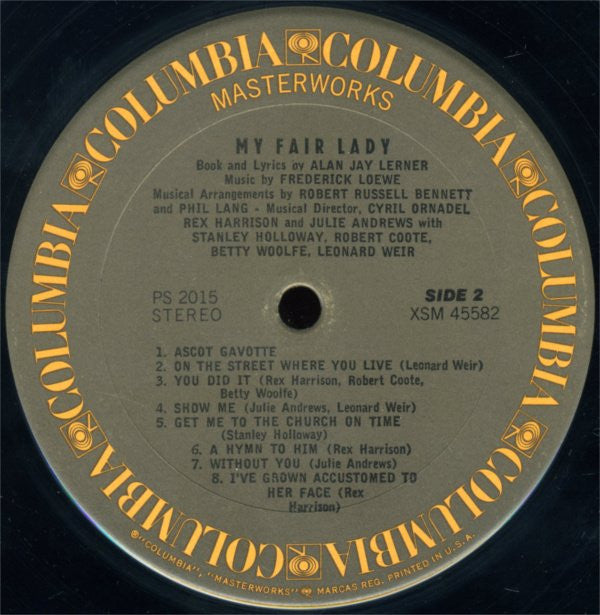 COLUMBIA COLUMBIA COLUMBIA COLUMBIA COLUMBIA COLUMBIA COLUMBIA COLUMBIA
MASTERWORKS
MY FAIR LADY
Book and Lyrics by ALAN JAY LERNER
Music by FREDERICK LOEWE
Musical Arrangements by ROBERT RUSSELL BENNETT
and PHIL LANG - Musical Director, CYRIL ORNADEL
REX HARRISON and JULIE ANDREWS with
STANLEY HOLLOWAY, ROBERT COOTE,
BETTY WOOLFE, LEONARD WEIR
PS 2015 SIDE 2
STEREO XSM 45582
1. ASCOT GAVOTTE
2. ON THE STREET WHERE YOU LIVE (Leonard Weir)
3. YOU DID IT (Rex Harrison, Robert Coote,
Betty Woolfe)
4. SHOW ME (Julie Andrews, Leonard Weir)
5. GET ME TO THE CHURCH ON TIME
(Stanley Holloway)
6. A HYMN TO HIM (Rex Harrison)
7. WITHOUT YOU (Julie Andrews)
8. I'VE GROWN ACCUSTOMED TO
HER FACE (Rex
Harrison)
®"COLUMBIA", "MASTERWORKS" MARCAS REG. PRINTED IN U.S.A.